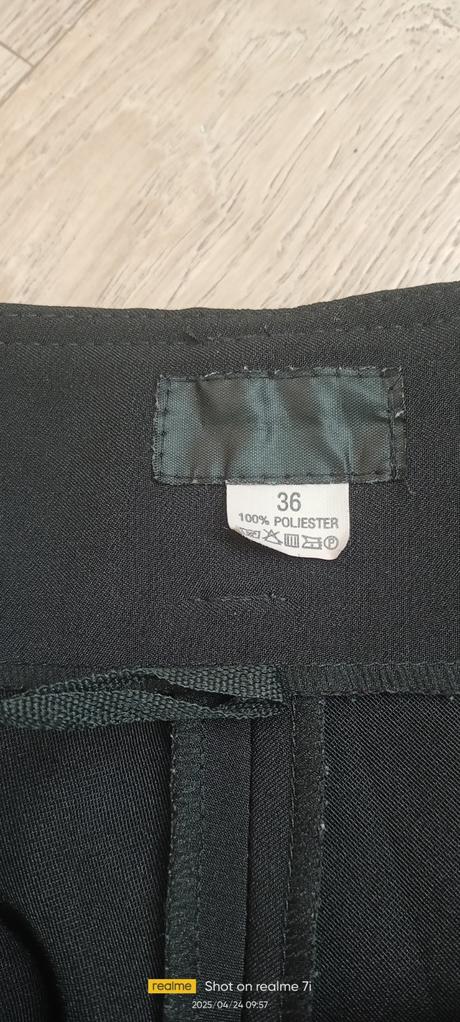 36
100% POLIESTER
P
realme Shot on realme 7i
2025/04/24 09:57